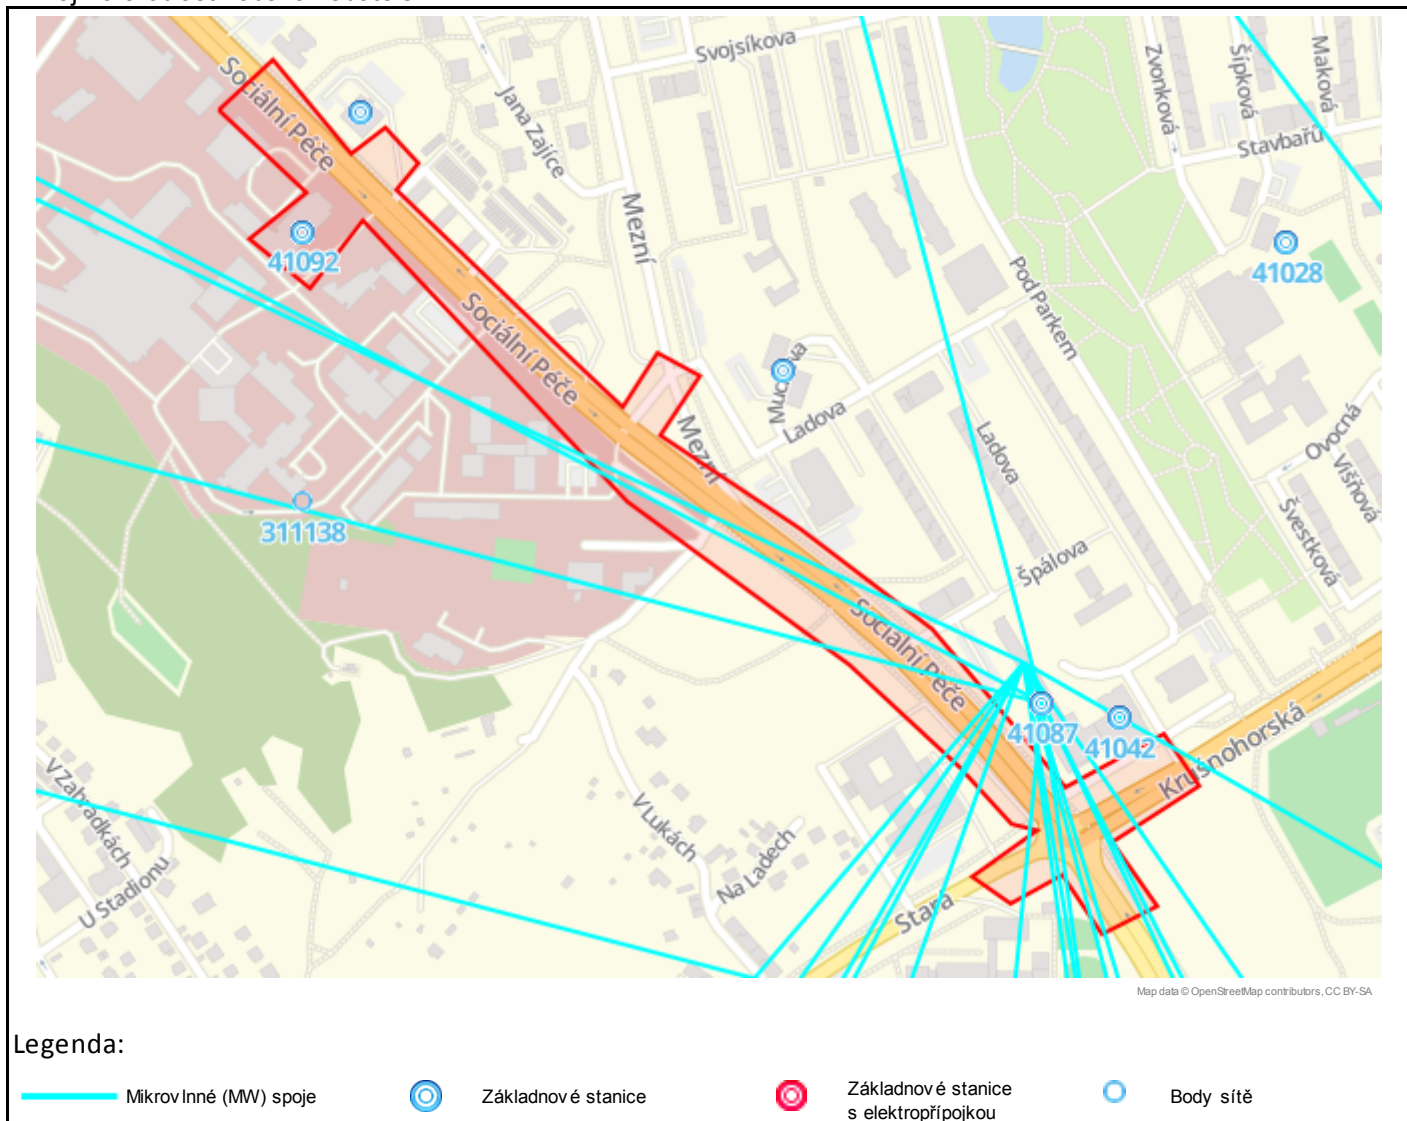 Svojsíkova
Zvonková
Šípková
Maková
Sociální Péče
Jana Zajíce
Stavbařů
Mezní
41092
41028
Pod Parkem
Sociální Péče
Ladova
Mezní
Ladova
Ovocná
Višňová
Švestková
311138
Špálova
Sociální Péče
41087
41042
Krušnohorská
V Zahradkách
U Stadionu
V Lukách
Na Ladech
Stará
Map data © OpenStreetMap contributors, CC BY-SA
Legenda:
Mikrovlnné (MW) spoje
Základnové stanice
Základnové stanice
s elektropřípojkou
Body sítě